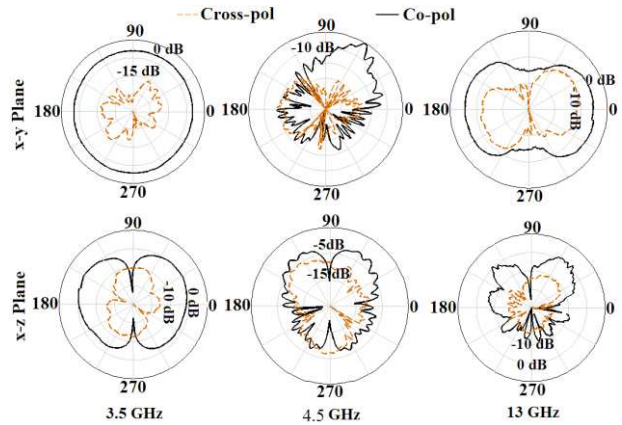 Cross-pol Co-pol
x-y Plane
90
0 dB
-15 dB
180
0
270
90
-10 dB
180
0
270
90
0 dB
10 dB
180
0
270
x-z Plane
90
0 dB
-10 dB
180
0
270
3.5 GHz
90
-5dB
-15dB
180
0
270
4.5 GHz
90
-10 dB
0 dB
180
0
270
13 GHz